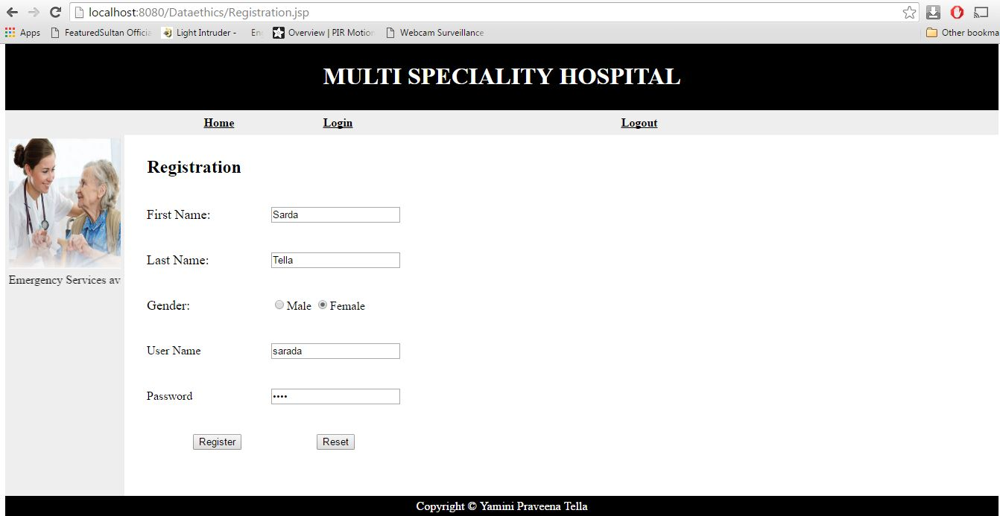 localhost:8080/Dataethics/Registration.jsp
Apps FeaturedSultan Officia Light Intruder - Eng Overview | PIR Motion Webcam Surveillance Other bookma
MULTI SPECIALITY HOSPITAL
Home Login Logout
Registration
First Name: Sarda
Last Name: Tella
Emergency Services av
Gender: Male Female
User Name sarada
Password ••••
Register Reset
Copyright © Yamini Praveena Tella